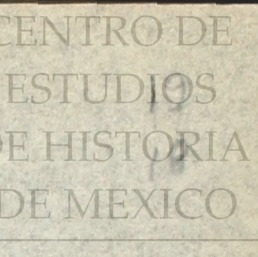 CENTRO DE
ESTUDIOS
DE HISTORIA
DE MEXICO